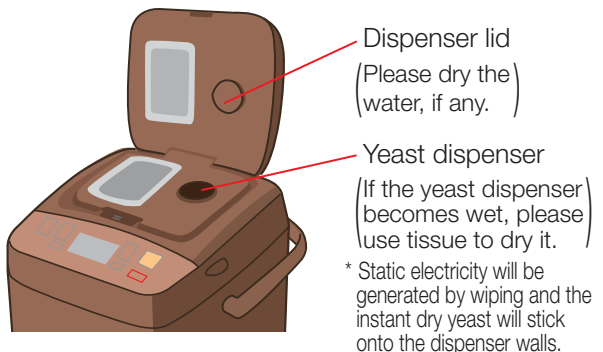 Dispenser lid
(Please dry the
water, if any.)
Yeast dispenser
(If the yeast dispenser
becomes wet, please
use tissue to dry it.)
* Static electricity will be
generated by wiping and the
instant dry yeast will stick
onto the dispenser walls.